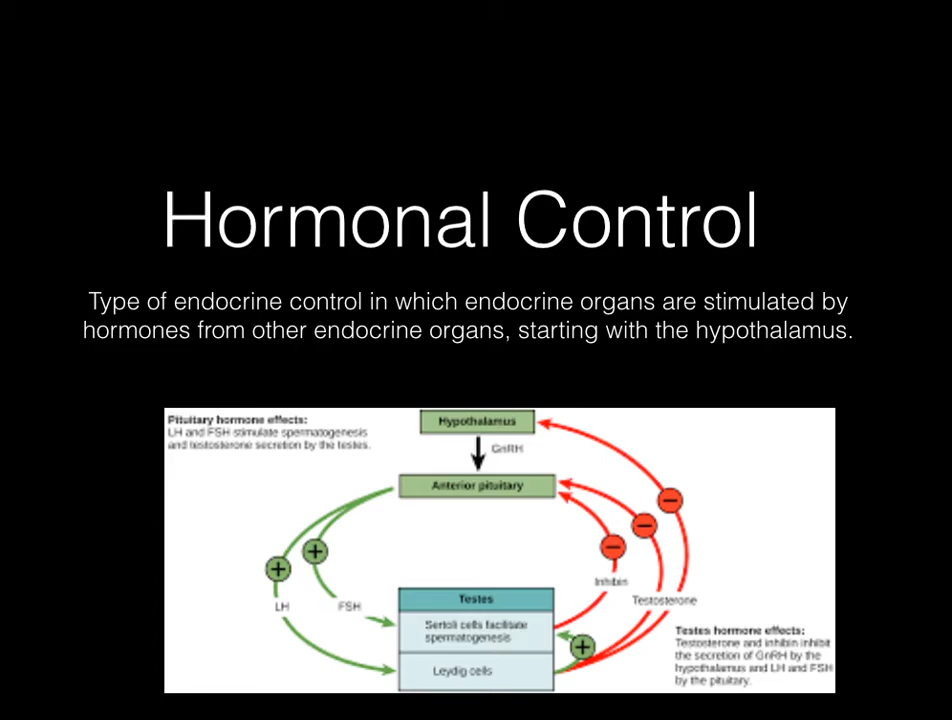 Hormonal Control
Type of endocrine control in which endocrine organs are stimulated by
hormones from other endocrine organs, starting with the hypothalamus.
Pituitary hormone effects:
LH and FSH stimulate spermatogenesis
and testosterone secretion by the testes.
Hypothalamus
GnRH
Anterior pituitary
LH
FSH
Inhibin
Testosterone
Testes
Sertoli cells facilitate
spermatogenesis
Leydig cells
Testes hormone effects:
Testosterone and inhibin inhibit
the secretion of GnRH by the
hypothalamus and LH and FSH
by the pituitary.